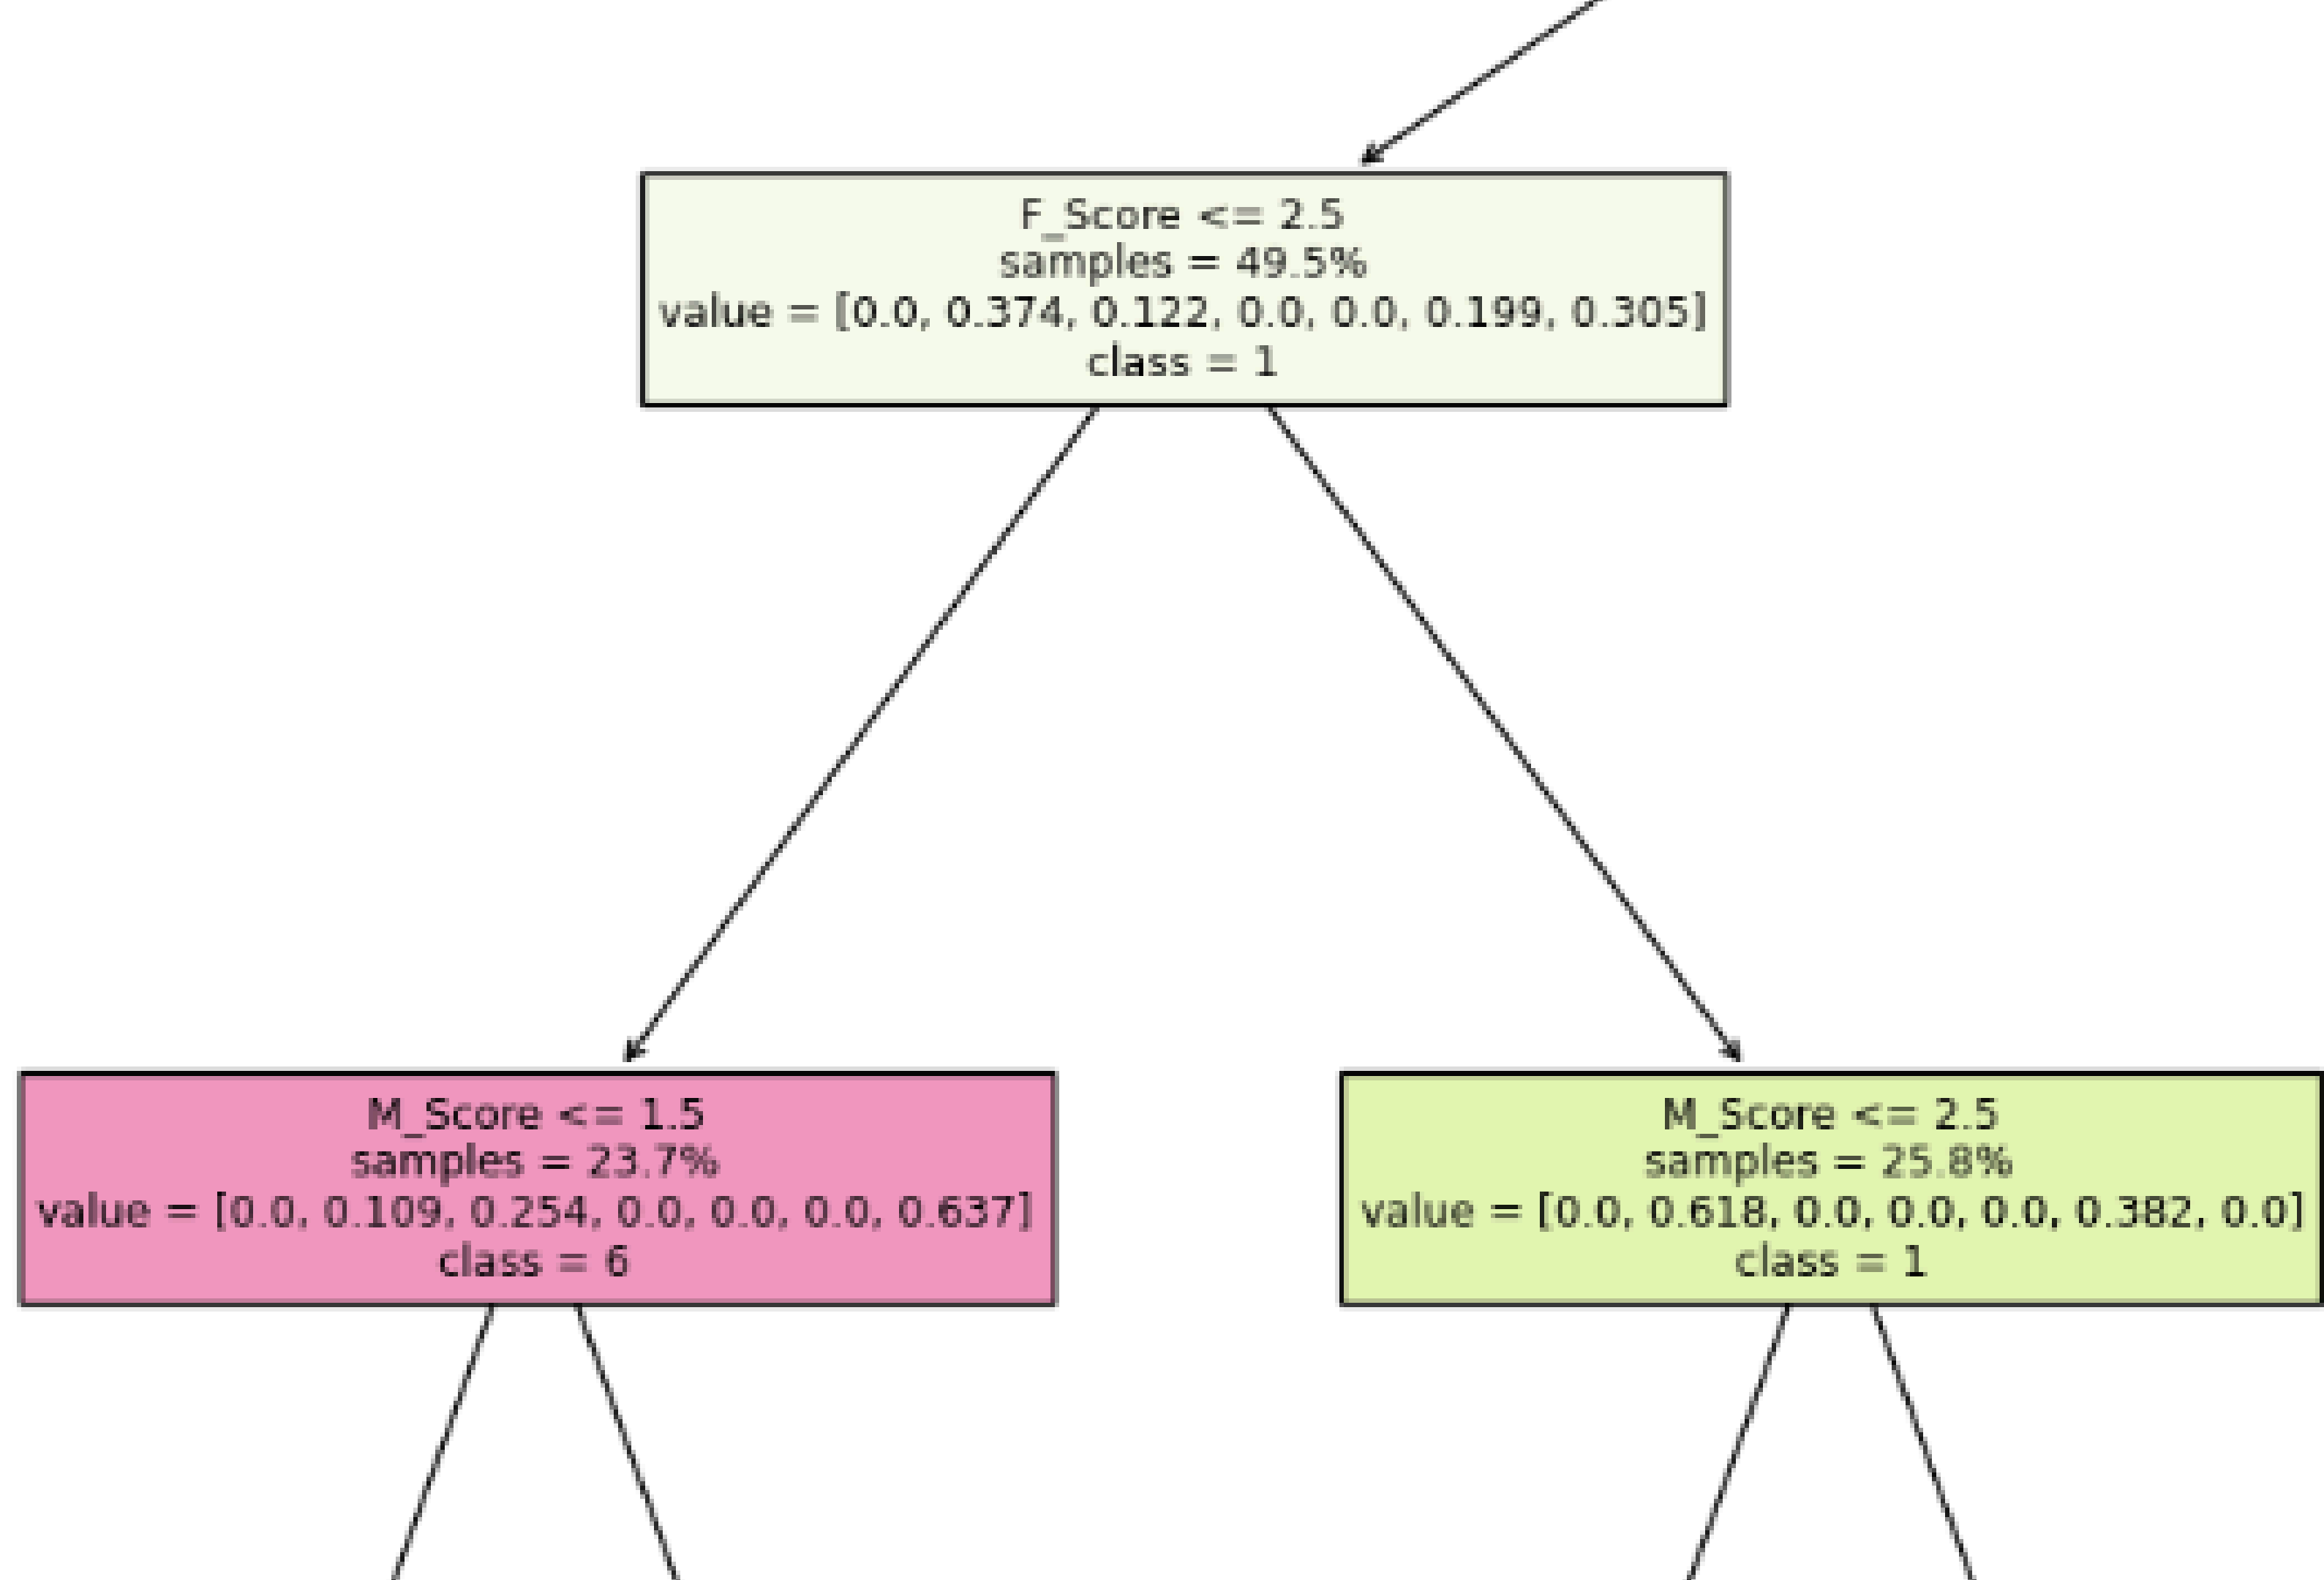 F_Score <= 2.5
samples = 49.5%
value = [0.0, 0.374, 0.122, 0.0, 0.0, 0.199, 0.305]
class = 1
M_Score <= 1.5
samples = 23.7%
value = [0.0, 0.109, 0.254, 0.0, 0.0, 0.0, 0.637]
class = 6
M_Score <= 2.5
samples = 25.8%
value = [0.0, 0.618, 0.0, 0.0, 0.0, 0.382, 0.0]
class = 1